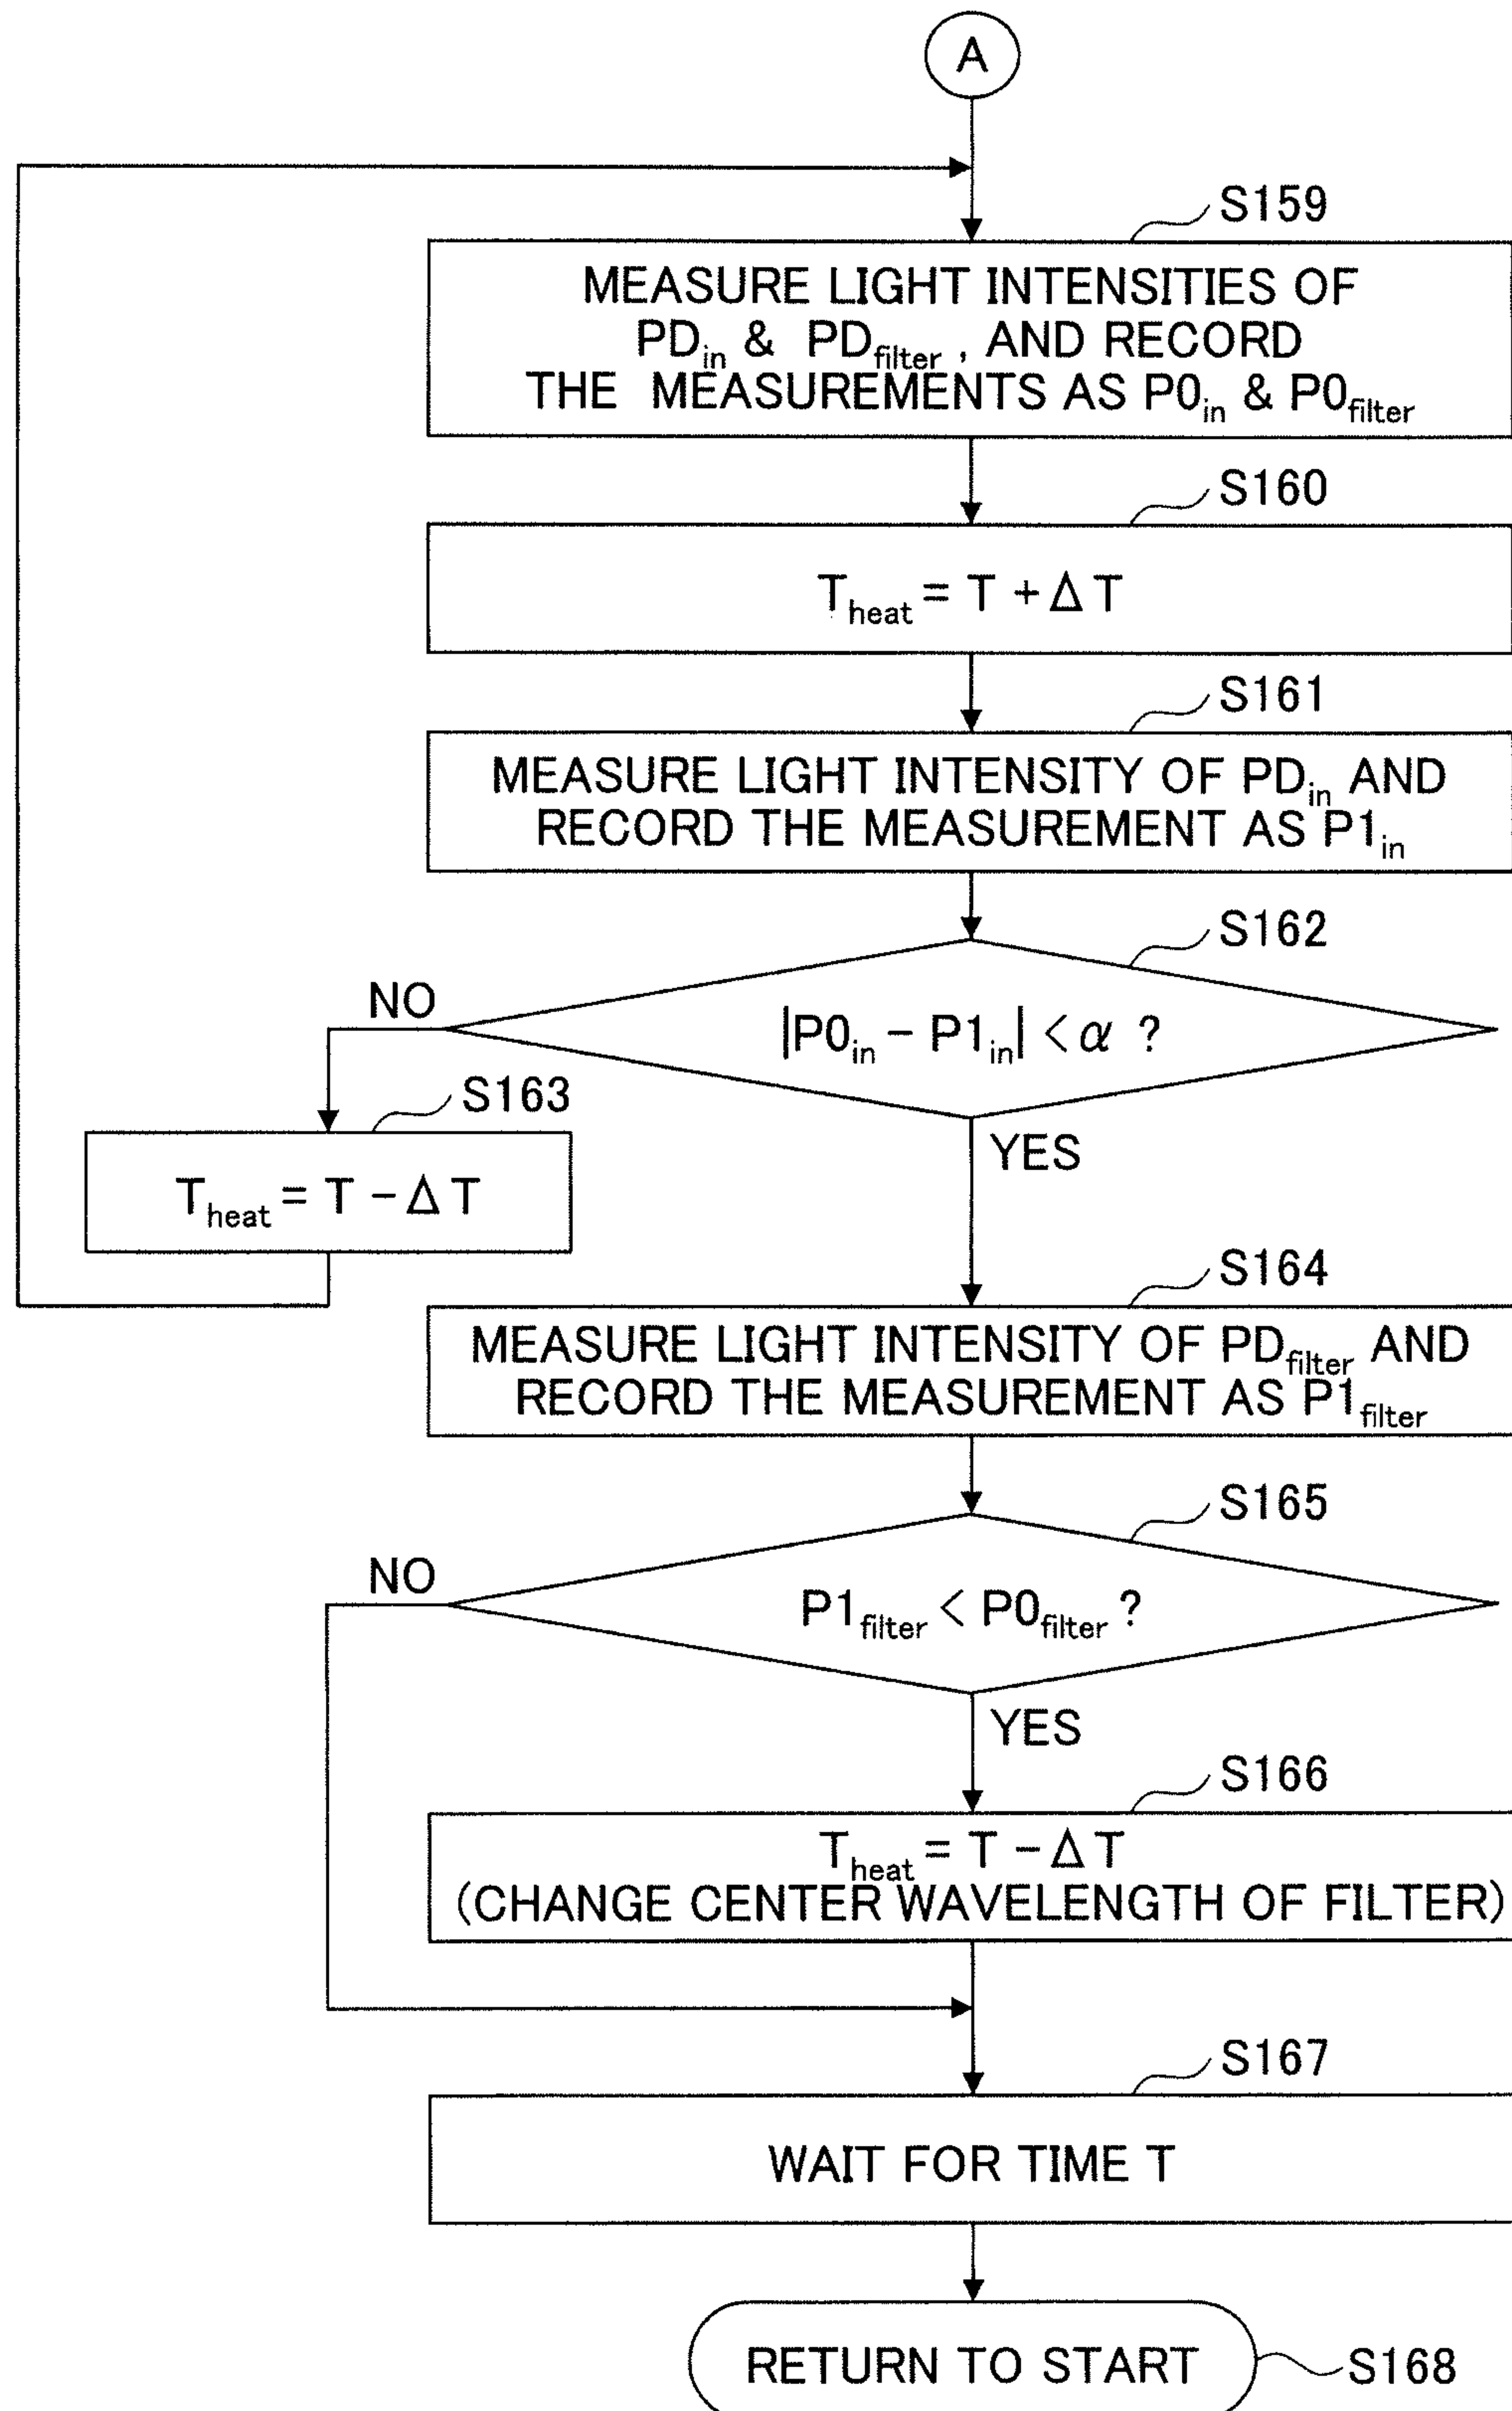 A
S159
MEASURE LIGHT INTENSITIES OF
PDin & PDfilter , AND RECORD
THE MEASUREMENTS AS P0in & P0filter
S160
Theat = T + Δ T
S161
MEASURE LIGHT INTENSITY OF PDin AND
RECORD THE MEASUREMENT AS P1in
S162
NO
|P0in − P1in| < α ?
S163
YES
Theat = T − Δ T
S164
MEASURE LIGHT INTENSITY OF PDfilter AND
RECORD THE MEASUREMENT AS P1filter
S165
NO
P1filter < P0filter ?
YES
S166
Theat = T − Δ T
(CHANGE CENTER WAVELENGTH OF FILTER)
S167
WAIT FOR TIME T
RETURN TO START
S168